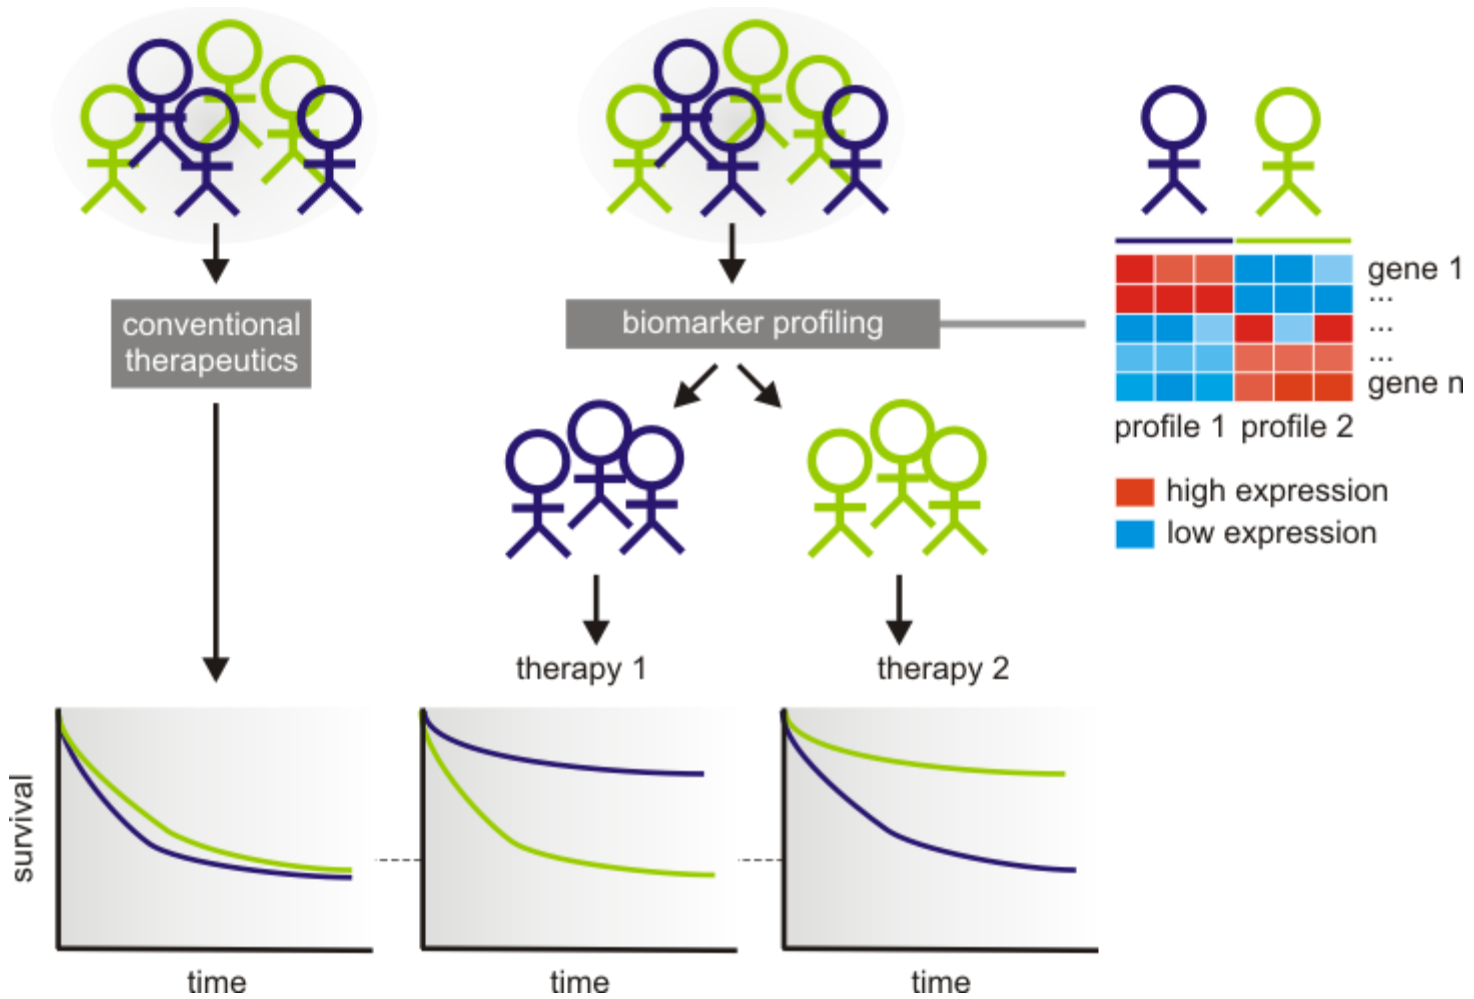 conventional
therapeutics
biomarker profiling
gene 1
...
...
...
gene n
profile 1 profile 2
high expression
low expression
therapy 1
therapy 2
survival
time
time
time